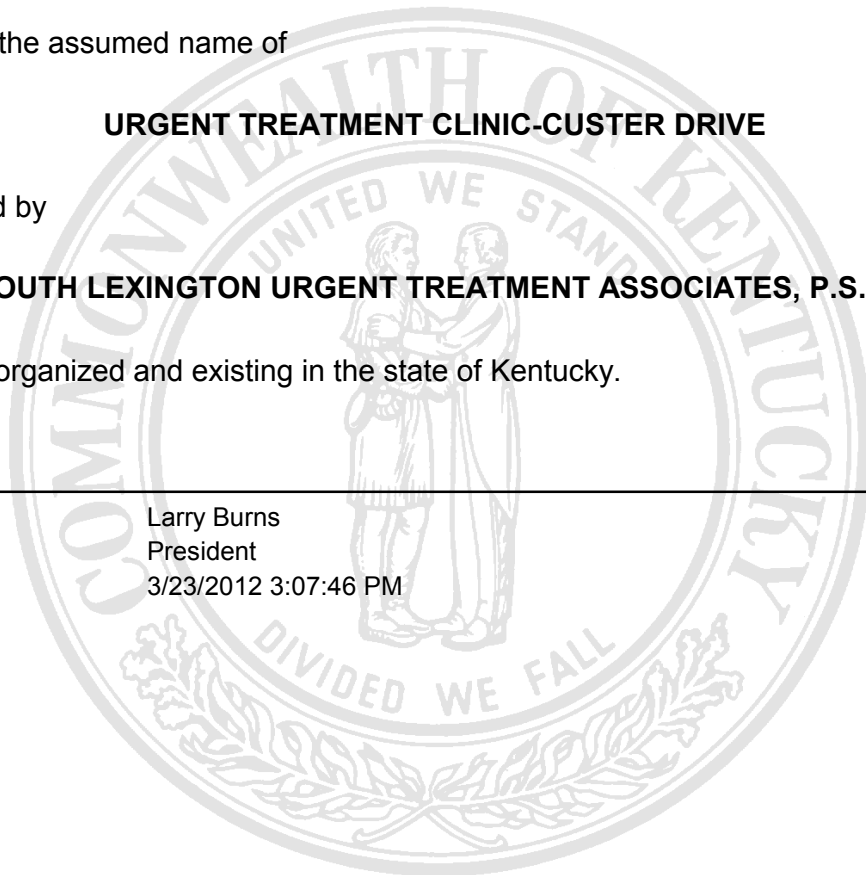 the assumed name of
URGENT TREATMENT CLINIC-CUSTER DRIVE
d by
OUTH LEXINGTON URGENT TREATMENT ASSOCIATES, P.S.
organized and existing in the state of Kentucky.
Larry Burns
President
3/23/2012 3:07:46 PM
COMMONWEALTH OF KENTUCKY
UNITED WE STAND
DIVIDED WE FALL